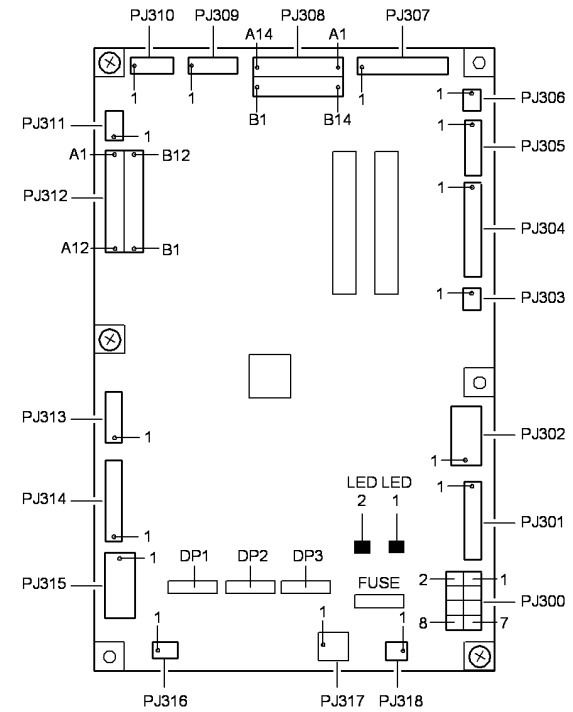 PJ310 PJ309 PJ308 PJ307
A14 A1
1 1 1
B1 B14
1 PJ306
PJ311 1
1 PJ305
A1 B12
PJ312 1
PJ304
A12 B1
1 PJ303
PJ313
1
PJ302
1
LED LED
2 1
1
PJ314
PJ301
1
DP1 DP2 DP3
1
PJ315
FUSE
2 1
PJ300
8 7
1 1 1
PJ316 PJ317 PJ318